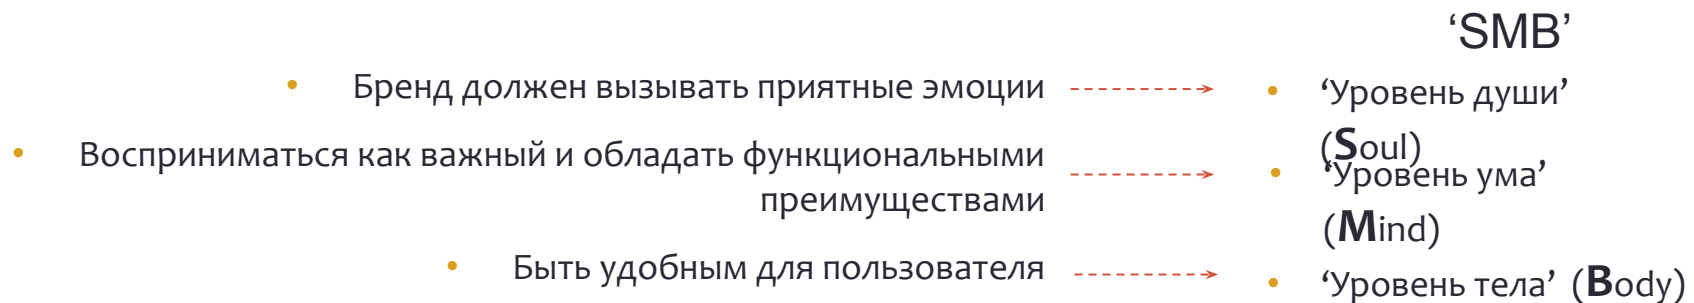 ‘SMB’
• Бренд должен вызывать приятные эмоции
• ‘Уровень души’
(Soul)
• Восприниматься как важный и обладать функциональными
преимуществами
• ‘Уровень ума’
(Mind)
• Быть удобным для пользователя
• ‘Уровень тела’ (Body)